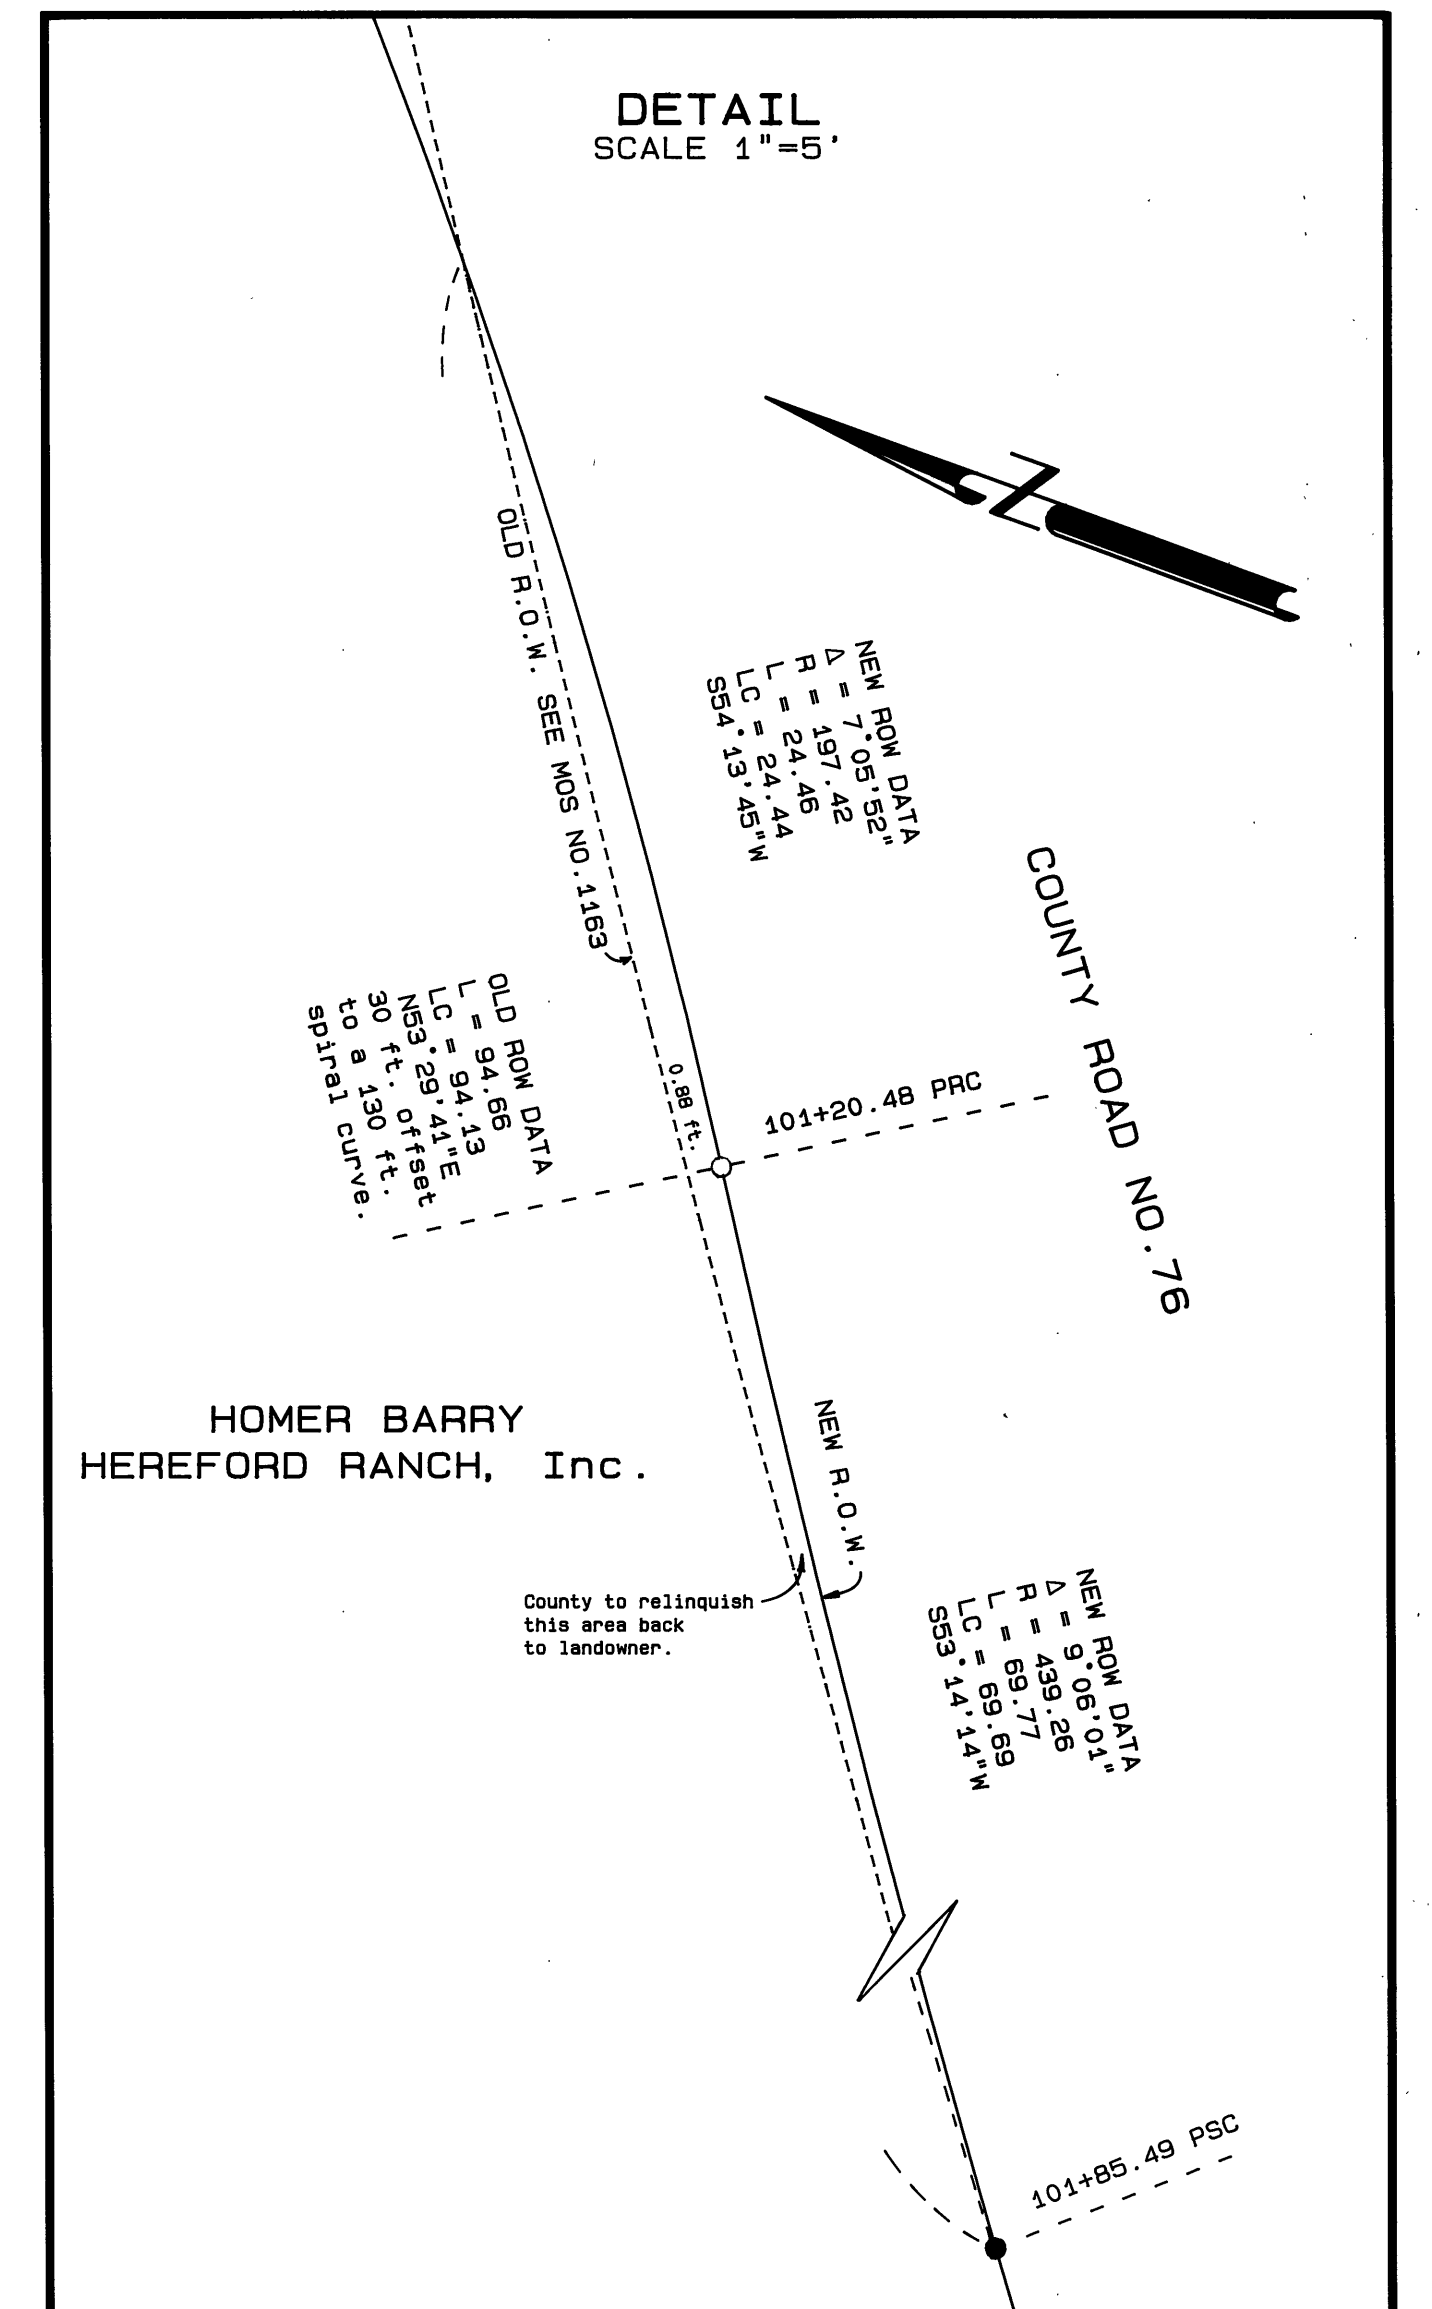 DETAIL
SCALE 1"=5'
N
OLD R.O.W. SEE MOS NO.1163
NEW ROW DATA
Δ = 7°05'52"
R = 197.42
L = 24.46
LC = 24.44
S54°13'45"W
COUNTY ROAD NO.76
OLD ROW DATA
L = 94.66
LC = 94.13
N53°29'41"E
30 ft. offset
to a 130 ft.
spiral curve.
0.88 ft.
101+20.48 PRC
HOMER BARRY
HEREFORD RANCH, Inc.
NEW R.O.W.
County to relinquish
this area back
to landowner.
NEW ROW DATA
Δ = 9°06'01"
R = 439.26
L = 69.77
LC = 69.69
S53°14'14"W
101+85.49 PSC